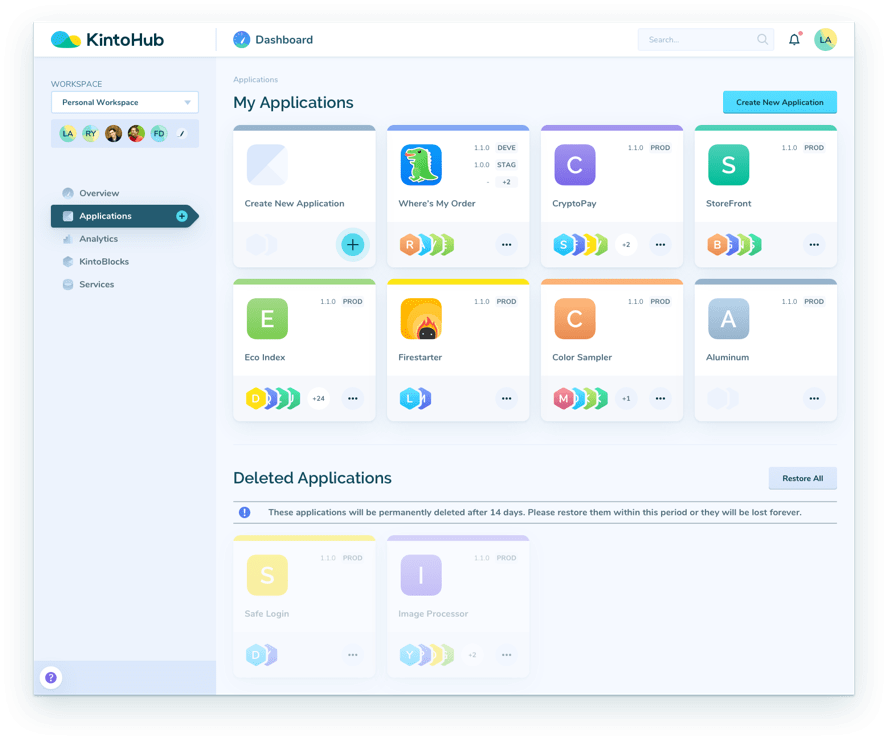 KintoHub
Dashboard
Search...
LA
WORKSPACE
Personal Workspace
LA RY FD
Overview
Applications
Analytics
KintoBlocks
Services
Applications
My Applications
Create New Application
Create New Application
1.1.0 DEVE
1.0.0 STAG
- +2
Where's My Order
R
C
1.1.0 PROD
CryptoPay
S
+2
S
1.1.0 PROD
StoreFront
B
E
1.1.0 PROD
Eco Index
D
+24
1.1.0 PROD
Firestarter
L
C
1.1.0 PROD
Color Sampler
M
+1
A
1.1.0 PROD
Aluminum
Deleted Applications
Restore All
These applications will be permanently deleted after 14 days. Please restore them within this period or they will be lost forever.
S
1.1.0 PROD
Safe Login
D
I
1.1.0 PROD
Image Processor
Y
+2
?